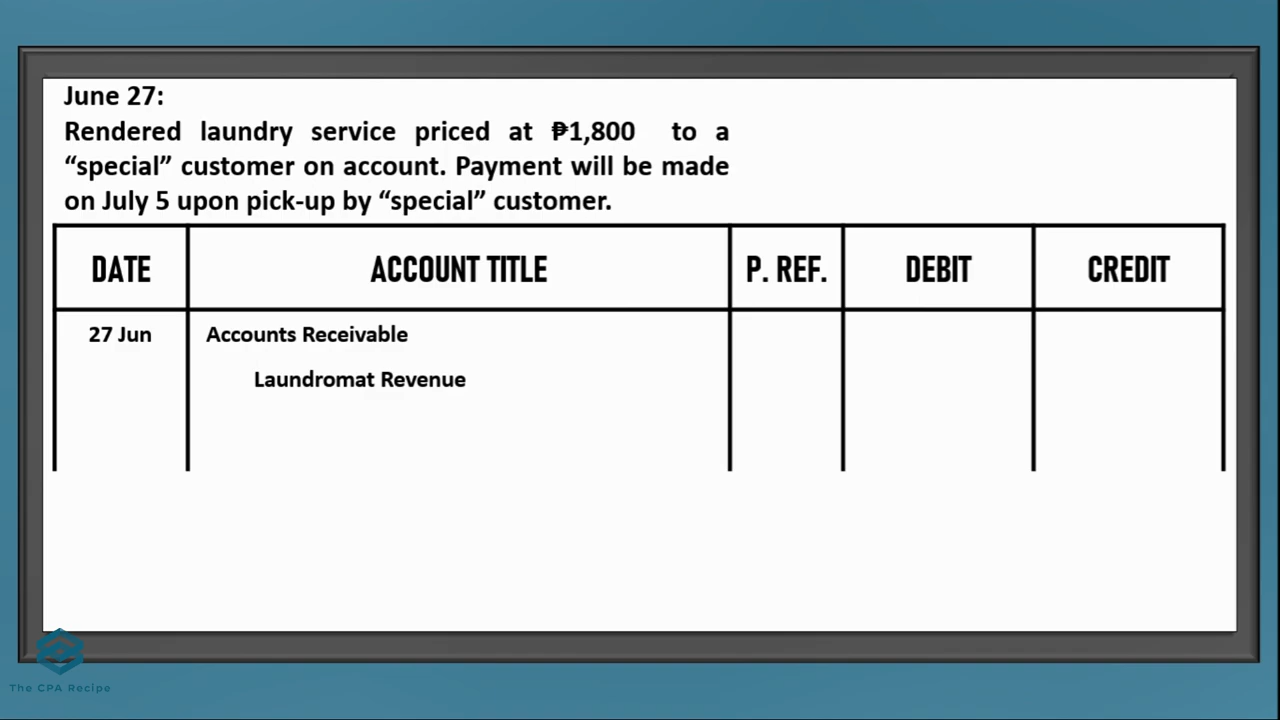 June 27:
Rendered laundry service priced at ₱1,800 to a
“special” customer on account. Payment will be made
on July 5 upon pick-up by “special” customer.
DATE ACCOUNT TITLE P. REF. DEBIT CREDIT
27 Jun Accounts Receivable
Laundromat Revenue
The CPA Recipe